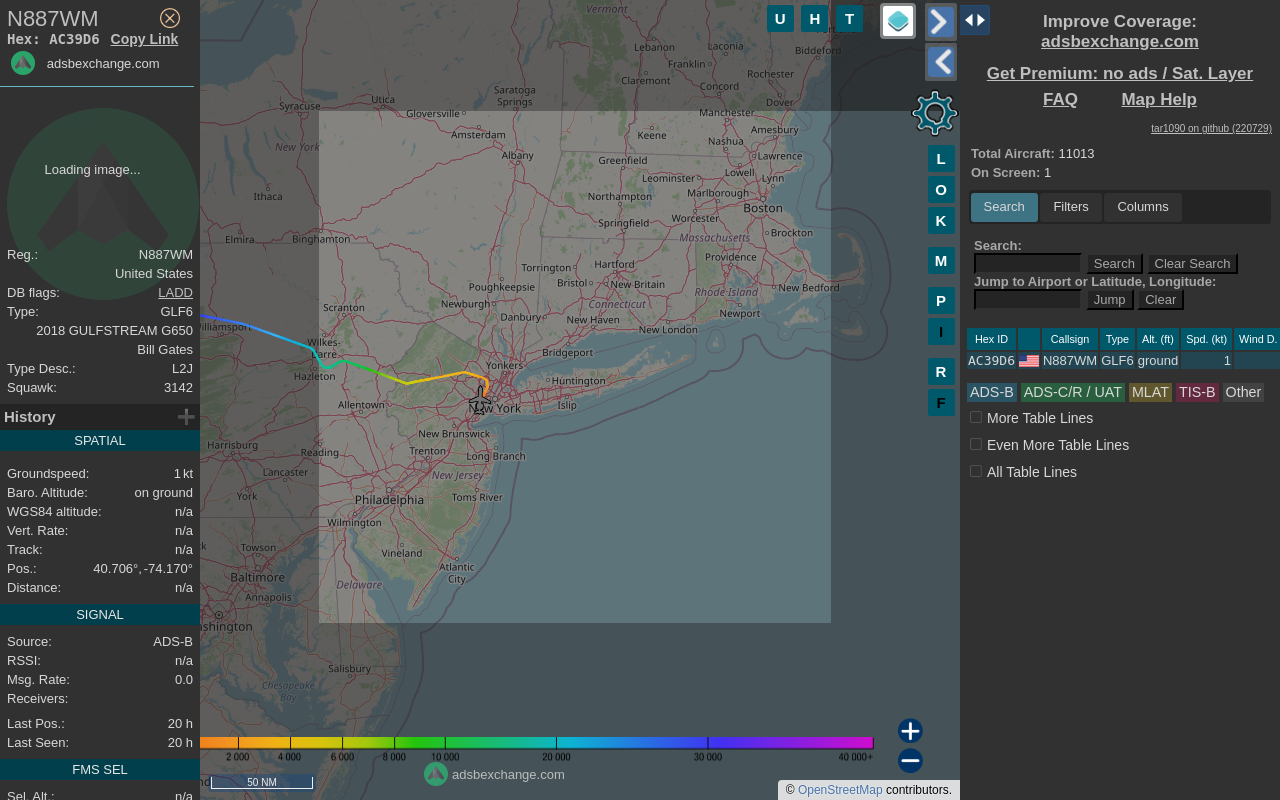 N887WM
Hex: AC39D6 Copy Link
adsbexchange.com
Loading image...
Reg.: N887WM
United States
DB flags: LADD
Type: GLF6
2018 GULFSTREAM G650
Bill Gates
Type Desc.: L2J
Squawk: 3142
History
SPATIAL
Groundspeed: 1 kt
Baro. Altitude: on ground
WGS84 altitude: n/a
Vert. Rate: n/a
Track: n/a
Pos.: 40.706°, -74.170°
Distance: n/a
SIGNAL
Source: ADS-B
RSSI: n/a
Msg. Rate: 0.0
Receivers:
Last Pos.: 20 h
Last Seen: 20 h
FMS SEL
Sel. Alt.: n/a
Vermont
Lebanon
Laconia
Biddeford
Franklin
Rochester
Claremont
Concord
Saratoga
Springs
Dover
Utica
Syracuse
Gloversville
Manchester
Amsterdam
Keene
Amesbury
Nashua
New York
Albany
Greenfield
Lawrence
Lowell
Leominster
Lynn
Ithaca
Northampton
Marlborough
Boston
Worcester
Springfield
Elmira
Binghamton
Massachusetts
Brockton
Providence
Torrington
Hartford
Poughkeepsie
Bristol
New Britain
New Bedford
Rhode Island
Newburgh
Connecticut
Scranton
Danbury
New Haven
Newport
New London
Williamsport
Wilkes-
Barre
Bridgeport
Yonkers
Hazleton
Huntington
Allentown
New York
Islip
New Brunswick
Harrisburg
Reading
Trenton
Long Branch
Lancaster
New Jersey
York
Philadelphia
Toms River
Wilmington
Towson
Vineland
Atlantic
City
Baltimore
Delaware
Annapolis
Washington
Salisbury
Chesapeake
Bay
U H T
L
O
K
M
P
I
R
F
2 000 4 000 6 000 8 000 10 000 20 000 30 000 40 000+
50 NM
adsbexchange.com
© OpenStreetMap contributors.
Improve Coverage:
adsbexchange.com
Get Premium: no ads / Sat. Layer
FAQ Map Help
tar1090 on github (220729)
Total Aircraft: 11013
On Screen: 1
Search Filters Columns
Search:
Search Clear Search
Jump to Airport or Latitude, Longitude:
Jump Clear
Hex ID Callsign Type Alt. (ft) Spd. (kt) Wind D.
AC39D6 N887WM GLF6 ground 1
ADS-B ADS-C/R / UAT MLAT TIS-B Other
More Table Lines
Even More Table Lines
All Table Lines